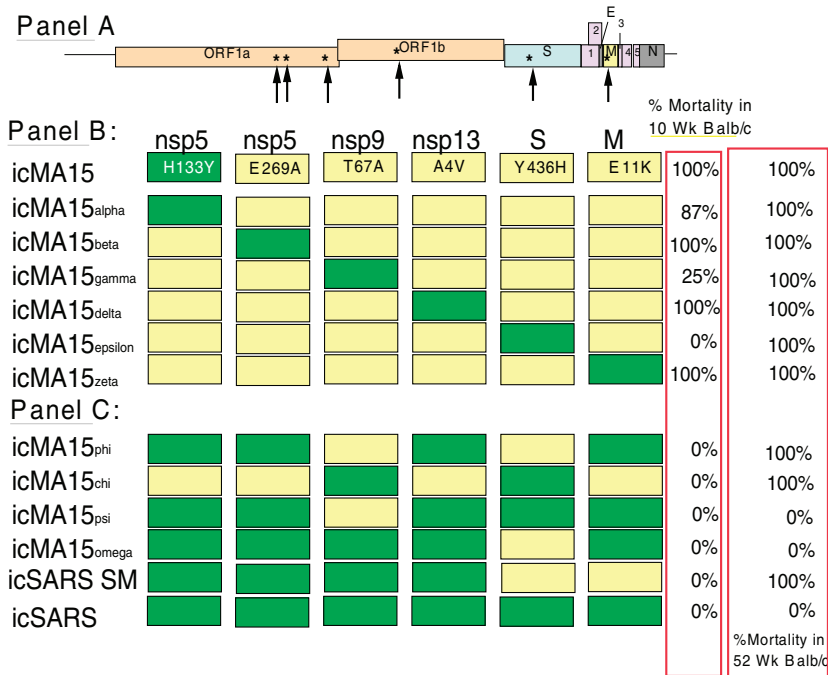 Panel A
E
3
2
ORF1a
ORF1b
S
1
M
4
5
N
* * * * * *
% Mortality in
10 Wk Balb/c
Panel B:
nsp5 nsp5 nsp9 nsp13 S M
icMA15 H133Y E269A T67A A4V Y436H E11K 100% 100%
icMA15alpha 87% 100%
icMA15beta 100% 100%
icMA15gamma 25% 100%
icMA15delta 100% 100%
icMA15epsilon 0% 100%
icMA15zeta 100% 100%
Panel C:
icMA15phi 0% 100%
icMA15chi 0% 100%
icMA15psi 0% 0%
icMA15omega 0% 0%
icSARS SM 0% 100%
icSARS 0% 0%
%Mortality in
52 Wk Balb/c